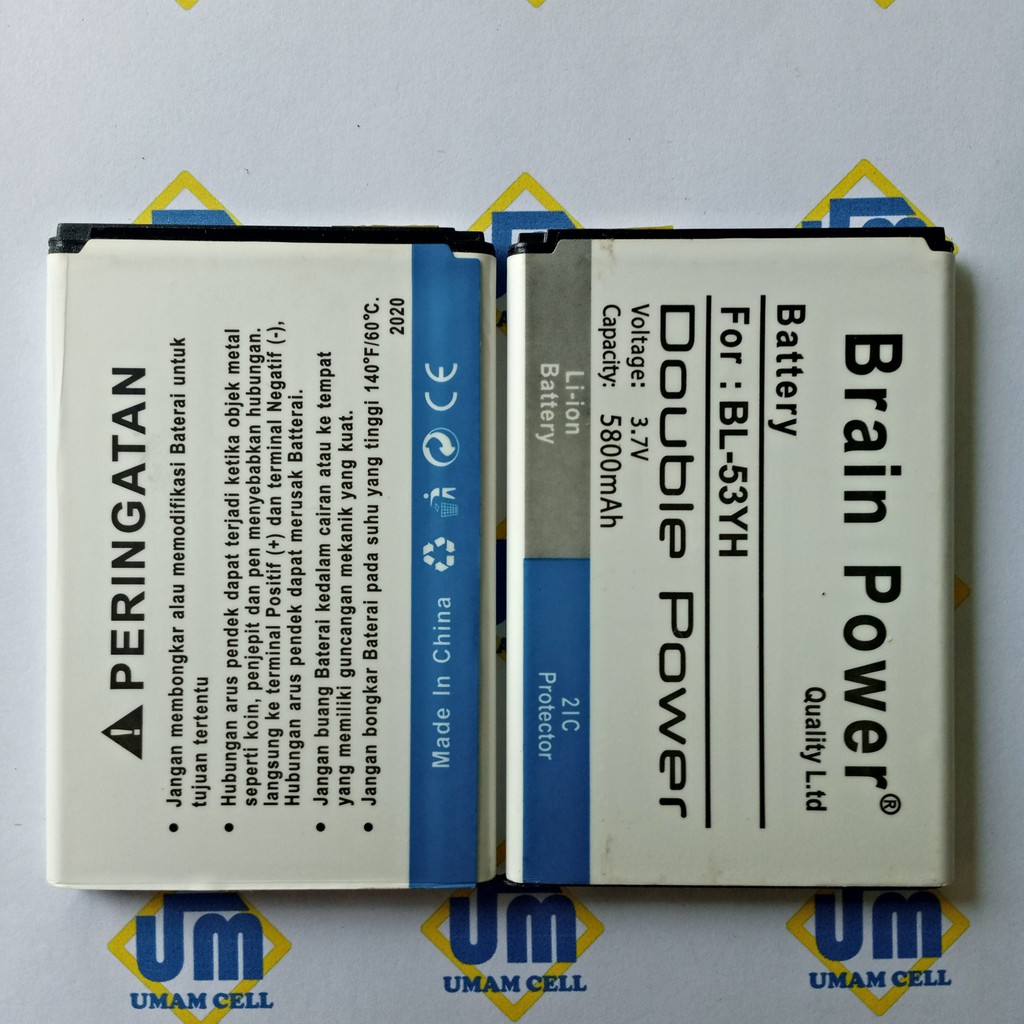 PERINGATAN
• Jangan membongkar alau memodifikasi Baterai untuk
tujuan tertentu
• Hubungan arus pendek dapat terjadi ketika objek metal
seperti koin, penjepit dan pen menyebabkan hubungan.
langsung ke terminal Positif (+) dan terminal Negatif (-),
Hubungan arus pendek dapat merusak Batterai.
• Jangan buang Baterai kedalam cairan atau ke tempat
yang memiliki guncangan mekanik yang kuat.
• Jangan bongkar Baterai pada suhu yang tinggi 140°F/60°C.
2020
Made In China
CE
Brain Power®
Quality L.td
Battery
For : BL-53YH
Double Power
Voltage: 3.7V
Capacity: 5800mAh
Li-ion
Battery
2IC
Protector
UM
UMAM CELL
UM
UMAM CELL
UM
UMAM CELL